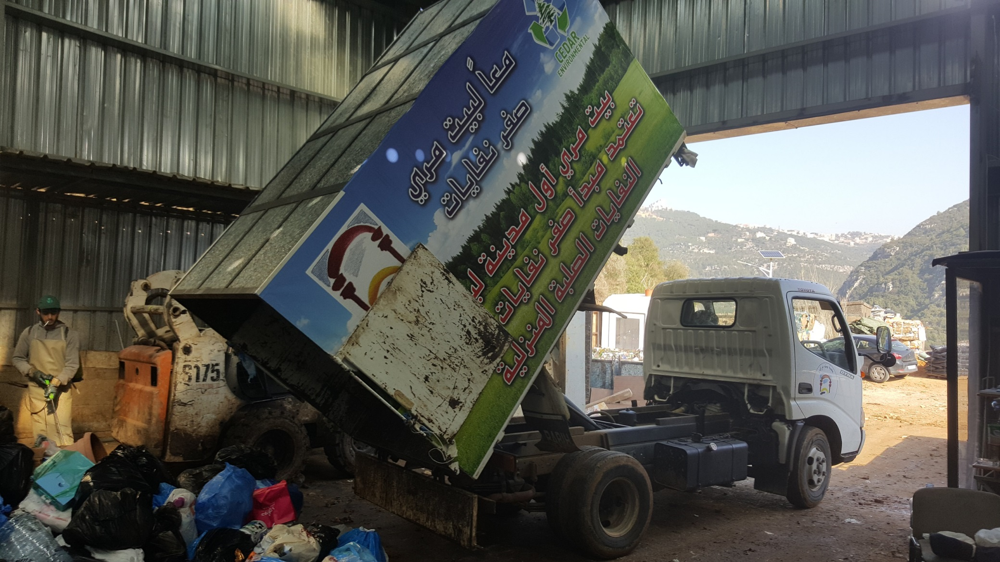 CEDAR
ENVIRONMENTAL
معاً لبيت مري
صفر نفايات
بيت مري أول مدينة
تعتمد مبدأ صفر نفايات
النفايات الصلبة المنزلية
S175
TOYOTA
DYNA